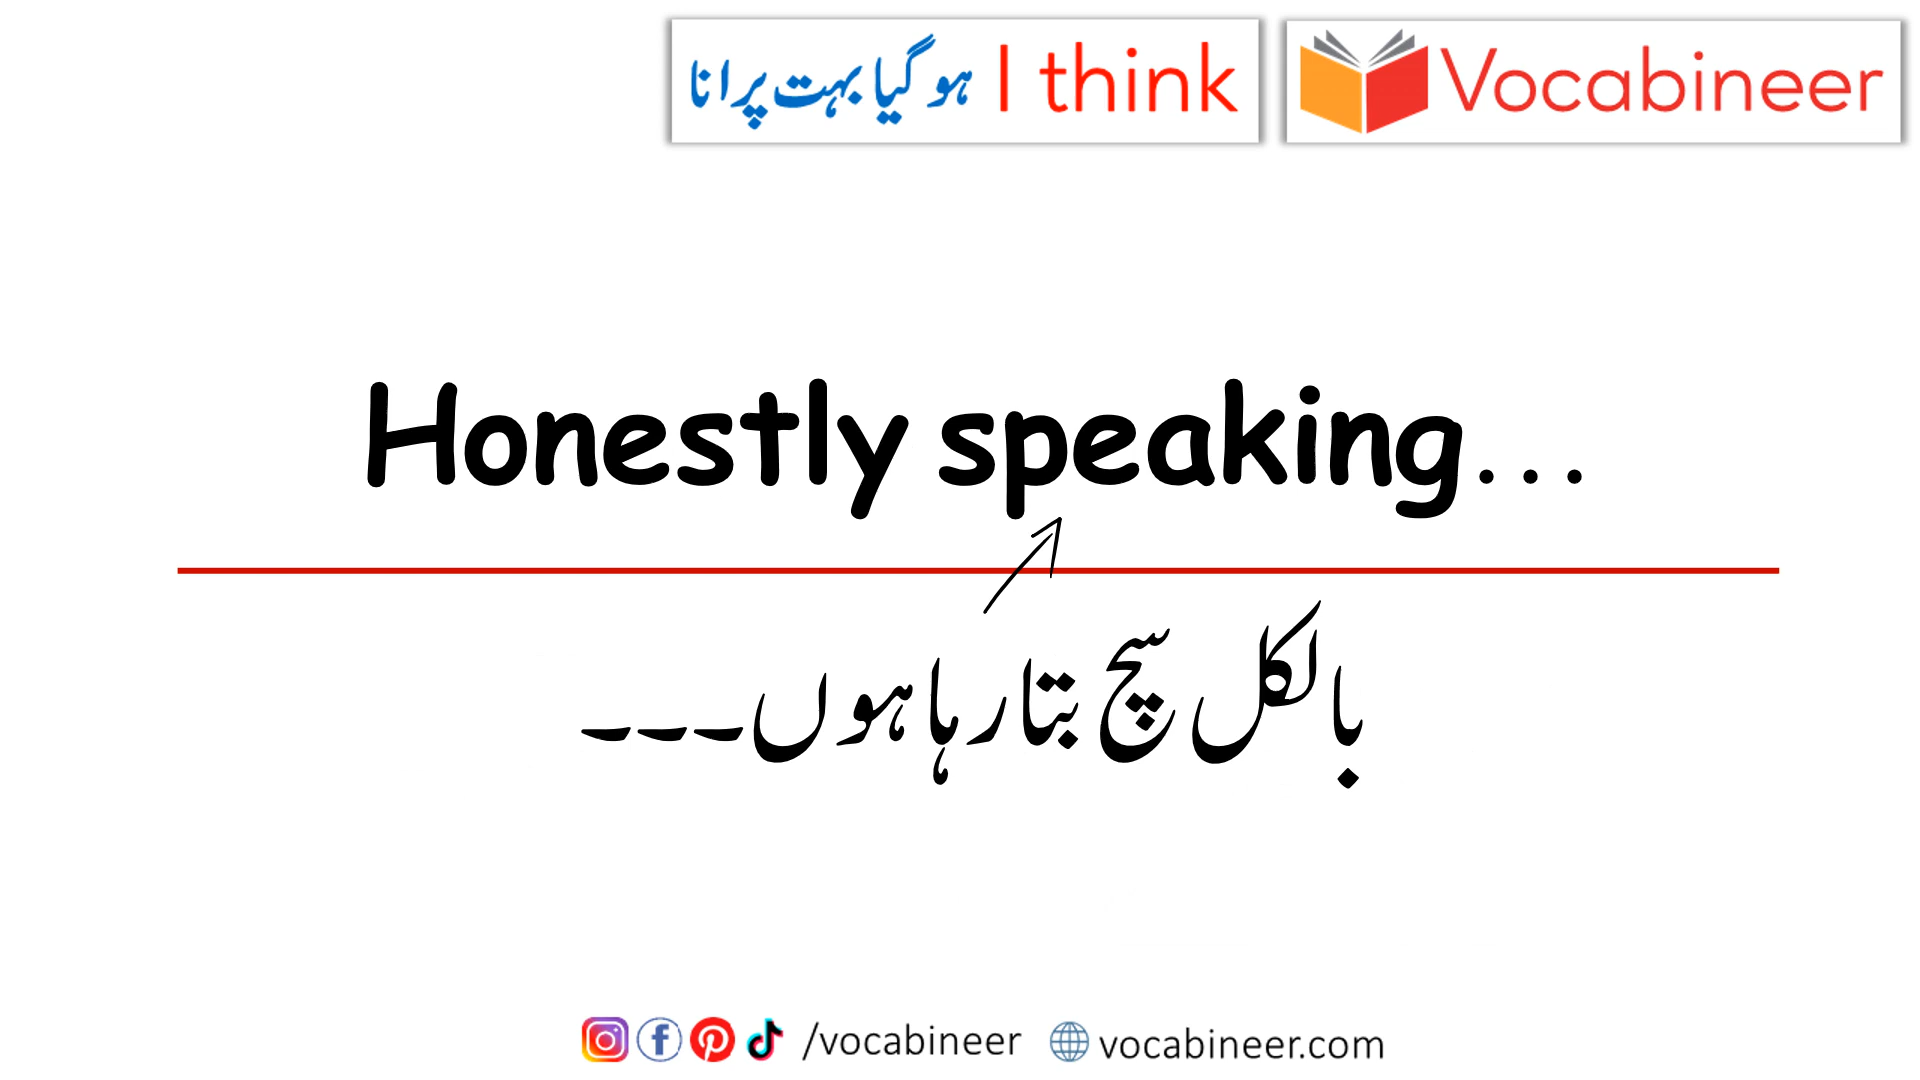 I think ہو گیا بہت پرانا
Vocabineer
Honestly speaking...
بالکل سچ بتا رہا ہوں۔۔۔
/vocabineer vocabineer.com